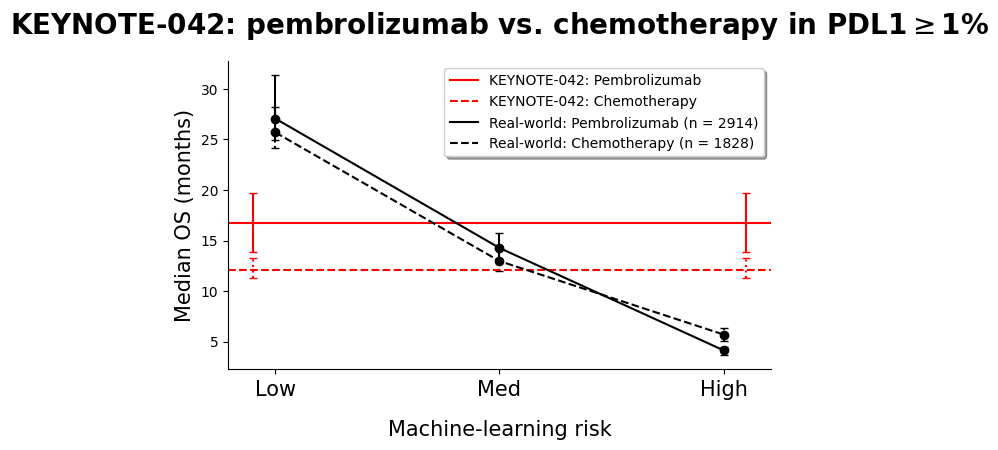 KEYNOTE-042: pembrolizumab vs. chemotherapy in PDL1 ≥ 1%
KEYNOTE-042: Pembrolizumab
KEYNOTE-042: Chemotherapy
Real-world: Pembrolizumab (n = 2914)
Real-world: Chemotherapy (n = 1828)
Median OS (months)
30
25
20
15
10
5
Low
Med
High
Machine-learning risk